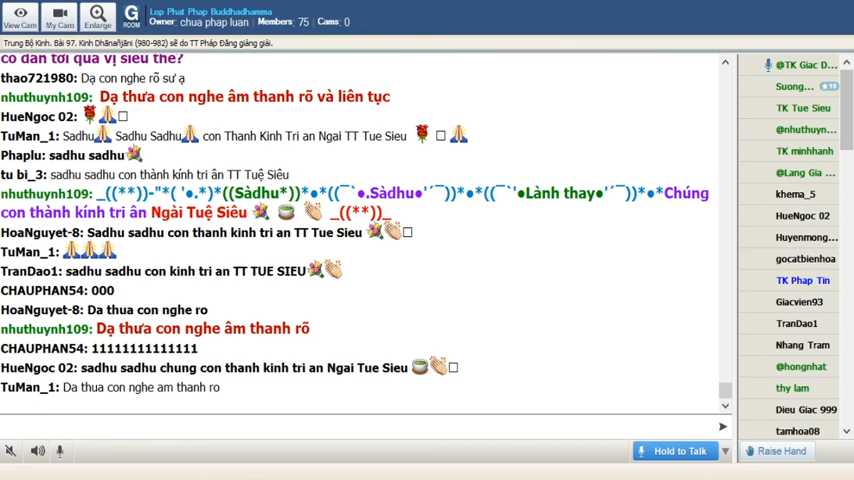 Lop Phat Phap Buddhadhamma
Owner: chua phap luan Members: 75 Cams: 0
View Cam
My Cam
Enlarge
G
ROOM
Trung Bộ Kinh. Bài 97. Kinh Dhānañjāni (980-982) sẽ do TT Pháp Đăng giảng giải.
có dẫn tới quả vị siêu thế?
thao721980: Dạ con nghe rõ sư ạ
nhuthuynh109: Dạ thưa con nghe âm thanh rõ và liên tục
HueNgoc 02:
TuMan_1: Sadhu Sadhu Sadhu con Thanh Kinh Tri an Ngai TT Tue Sieu
Phaplu: sadhu sadhu
tu bi_3: sadhu sadhu con thành kính tri ân TT Tuệ Siêu
nhuthuynh109: _((**))-"*( '●.*)*((Sàdhu*))*●*((¯`●.Sàdhu●'´¯))*●*((¯`'●Lành thay●'´¯))*●*Chúng
con thành kính tri ân Ngài Tuệ Siêu _((**))_
HoaNguyet-8: Sadhu sadhu con thanh kinh tri an TT Tue Sieu
TuMan_1:
TranDao1: sadhu sadhu con kinh tri an TT TUE SIEU
CHAUPHAN54: 000
HoaNguyet-8: Da thua con nghe ro
nhuthuynh109: Dạ thưa con nghe âm thanh rõ
CHAUPHAN54: 11111111111111
HueNgoc 02: sadhu sadhu chung con thanh kinh tri an Ngai Tue Sieu
TuMan_1: Da thua con nghe am thanh ro
Hold to Talk
@TK Giac D...
Suong... 10
TK Tue Sieu
@nhuthuyn...
TK minhhanh
@Lang Gia ...
khema_5
HueNgoc 02
Huyenmong...
gocatbienhoa
TK Phap Tin
Giacvien93
TranDao1
Nhang Tram
@hongnhat
thy lam
Dieu Giac 999
tamhoa08
Raise Hand